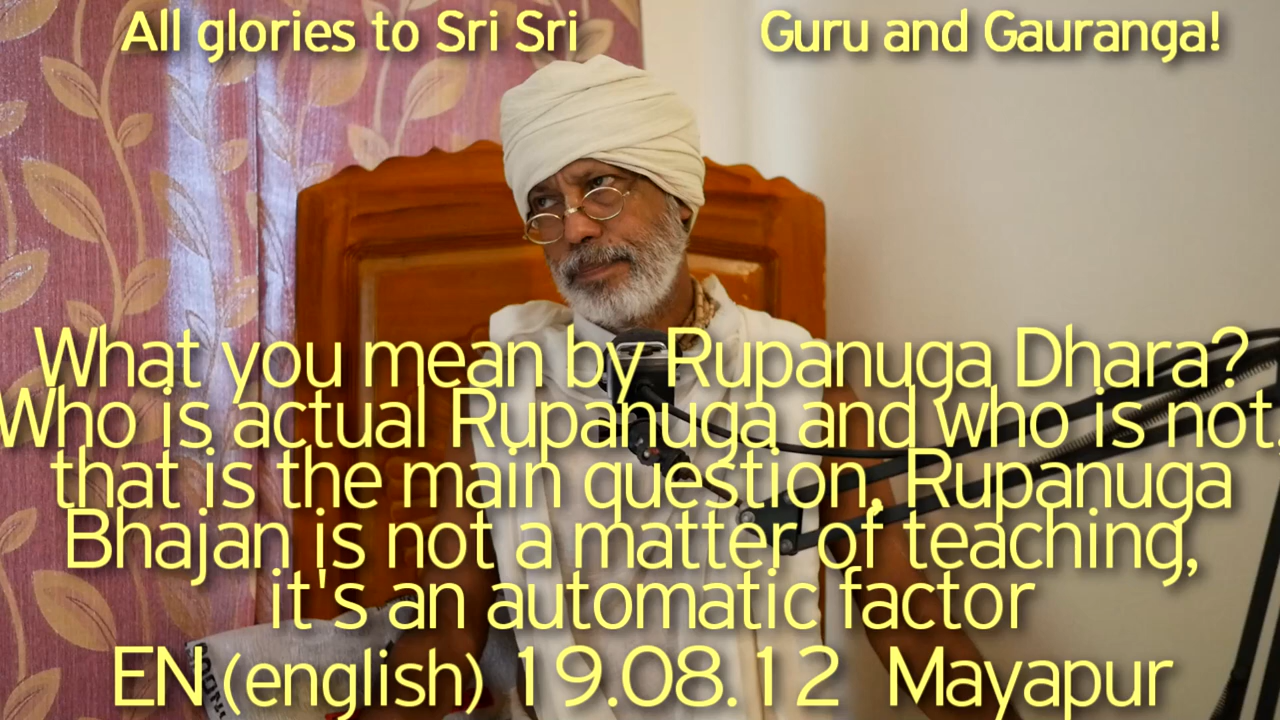 All glories to Sri Sri Guru and Gauranga!
What you mean by Rupanuga Dhara?
Who is actual Rupanuga and who is not,
that is the main question, Rupanuga
Bhajan is not a matter of teaching,
it's an automatic factor
EN (english) 19.08.12 Mayapur